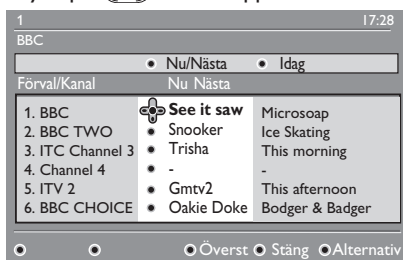 1 17:28
BBC
Nu/Nästa Idag
Förval/Kanal Nu Nästa
1. BBC See it saw Microsoap
2. BBC TWO Snooker Ice Skating
3. ITC Channel 3 Trisha This morning
4. Channel 4 - -
5. ITV 2 Gmtv2 This afternoon
6. BBC CHOICE Oakie Doke Bodger & Badger
Överst Stäng Alternativ